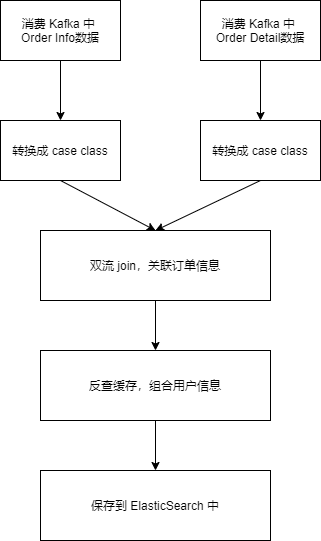 消费 Kafka 中
Order Info数据
消费 Kafka 中
Order Detail数据
转换成 case class
转换成 case class
双流 join，关联订单信息
反查缓存，组合用户信息
保存到 ElasticSearch 中